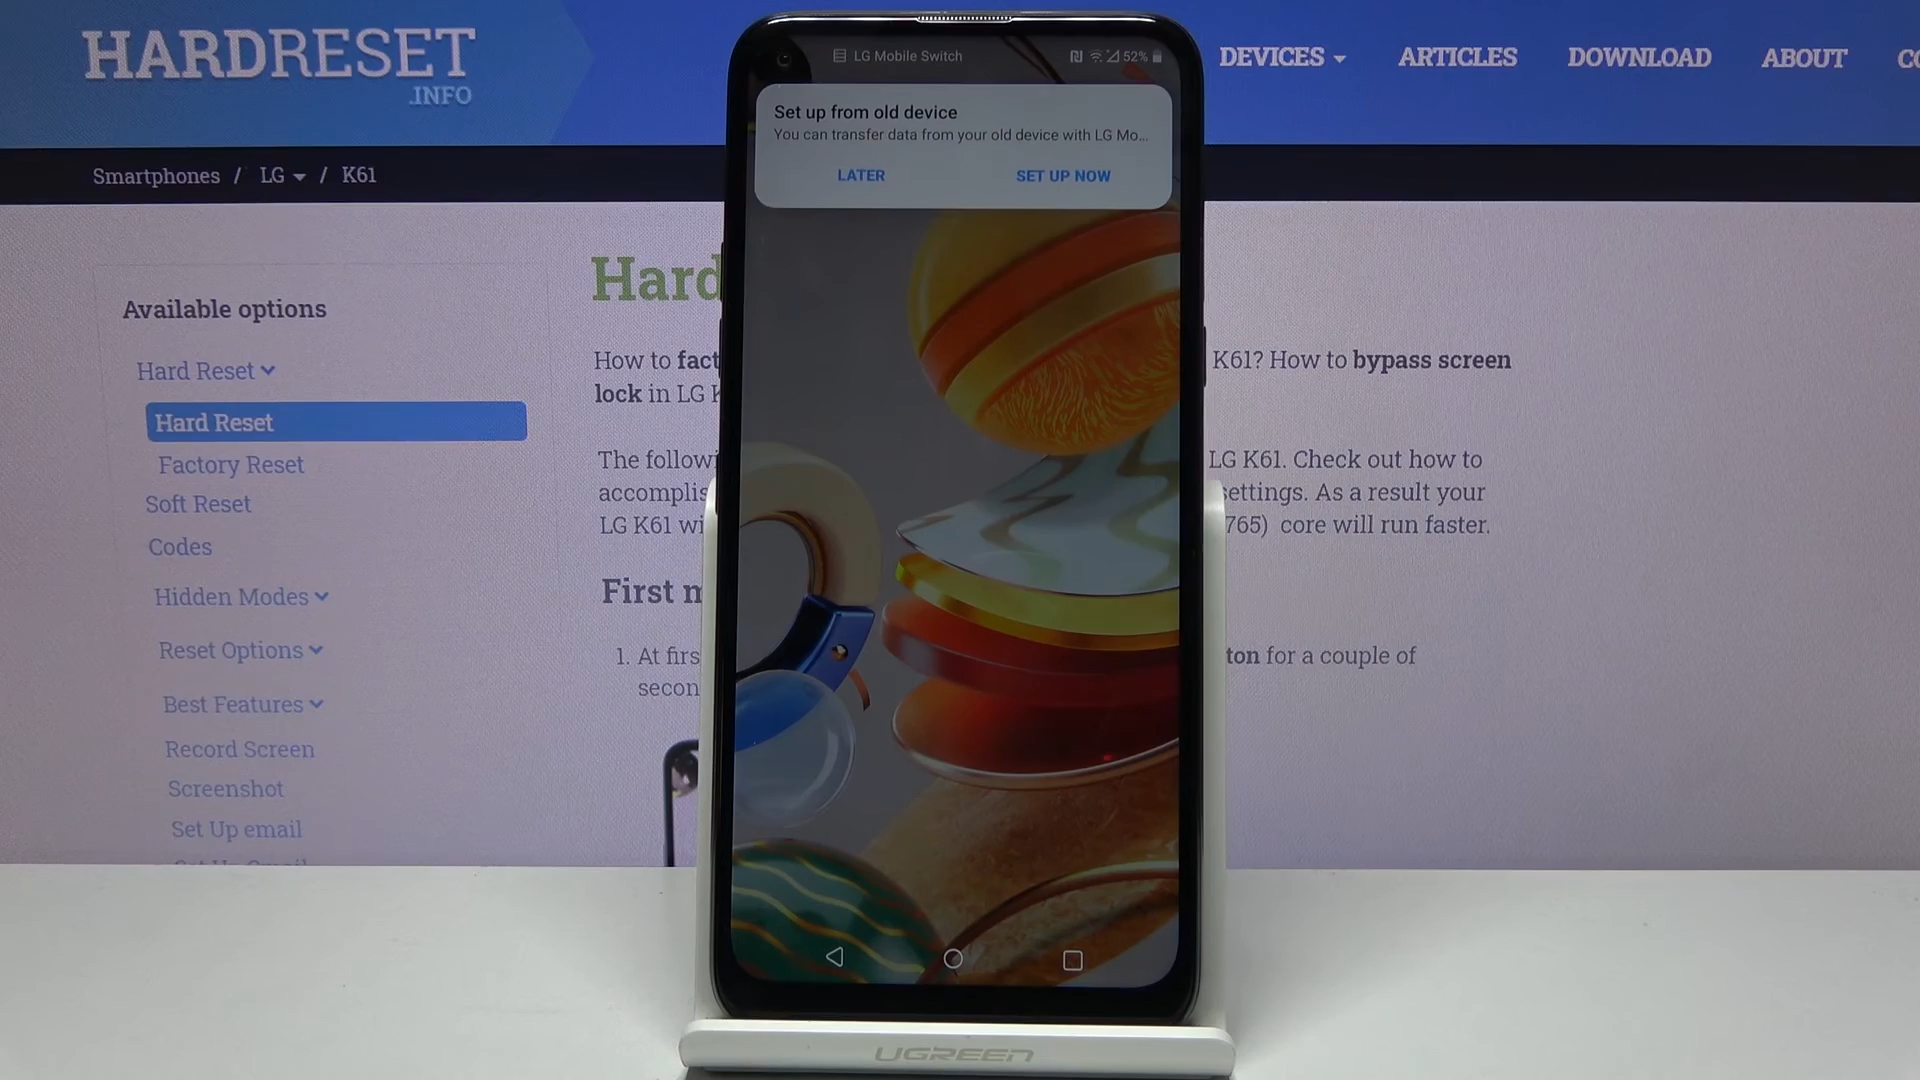 HARDRESET
.INFO
DEVICES
ARTICLES
DOWNLOAD
ABOUT
Smartphones / LG / K61
LG Mobile Switch
52%
Set up from old device
You can transfer data from your old device with LG Mo...
LATER
SET UP NOW
Available options
Hard Reset
Hard Reset
Factory Reset
Soft Reset
Codes
Hidden Modes
Reset Options
Best Features
Record Screen
Screenshot
Set Up email
Hard
How to fact K61? How to bypass screen
lock in LG
The follow LG K61. Check out how to
accomplis settings. As a result your
LG K61 wi 765) core will run faster.
First m
1. At firs ton for a couple of
secon
UGREEN